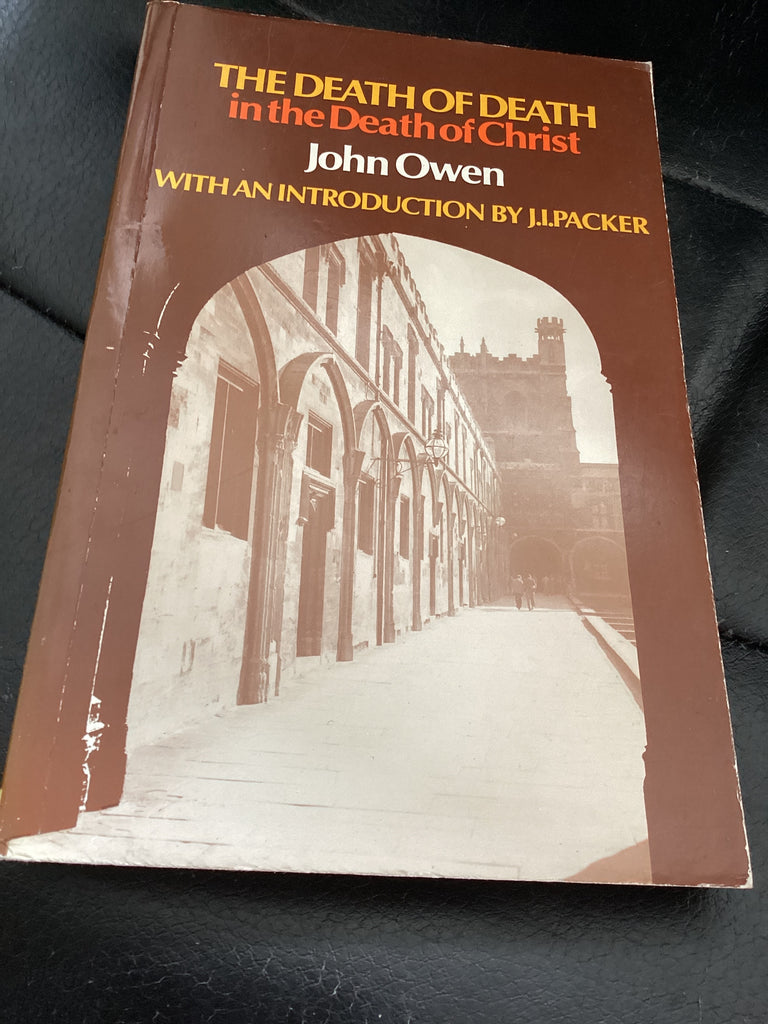 THE DEATH OF DEATH
in the Death of Christ
John Owen
WITH AN INTRODUCTION BY J.I.PACKER